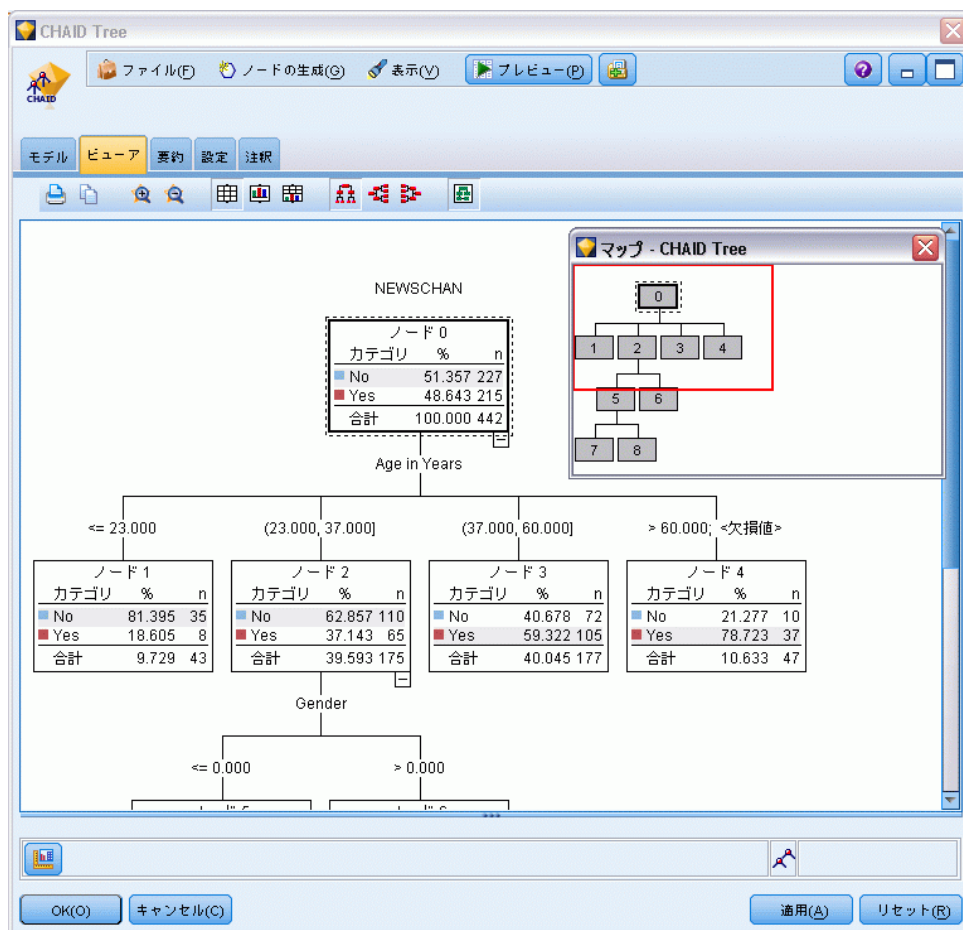 CHAID Tree
CHAID
ファイル(F) ノードの生成(G) 表示(V) プレビュー(P)
モデル ビューア 要約 設定 注釈
マップ - CHAID Tree
0
1 2 3 4
5 6
7 8
NEWSCHAN
ノード 0
カテゴリ % n
No 51.357 227
Yes 48.643 215
合計 100.000 442
Age in Years
<= 23.000
(23.000, 37.000]
(37.000, 60.000]
> 60.000; <欠損値>
ノード 1
カテゴリ % n
No 81.395 35
Yes 18.605 8
合計 9.729 43
ノード 2
カテゴリ % n
No 62.857 110
Yes 37.143 65
合計 39.593 175
ノード 3
カテゴリ % n
No 40.678 72
Yes 59.322 105
合計 40.045 177
ノード 4
カテゴリ % n
No 21.277 10
Yes 78.723 37
合計 10.633 47
Gender
<= 0.000
> 0.000
OK(O) キャンセル(C) 適用(A) リセット(R)